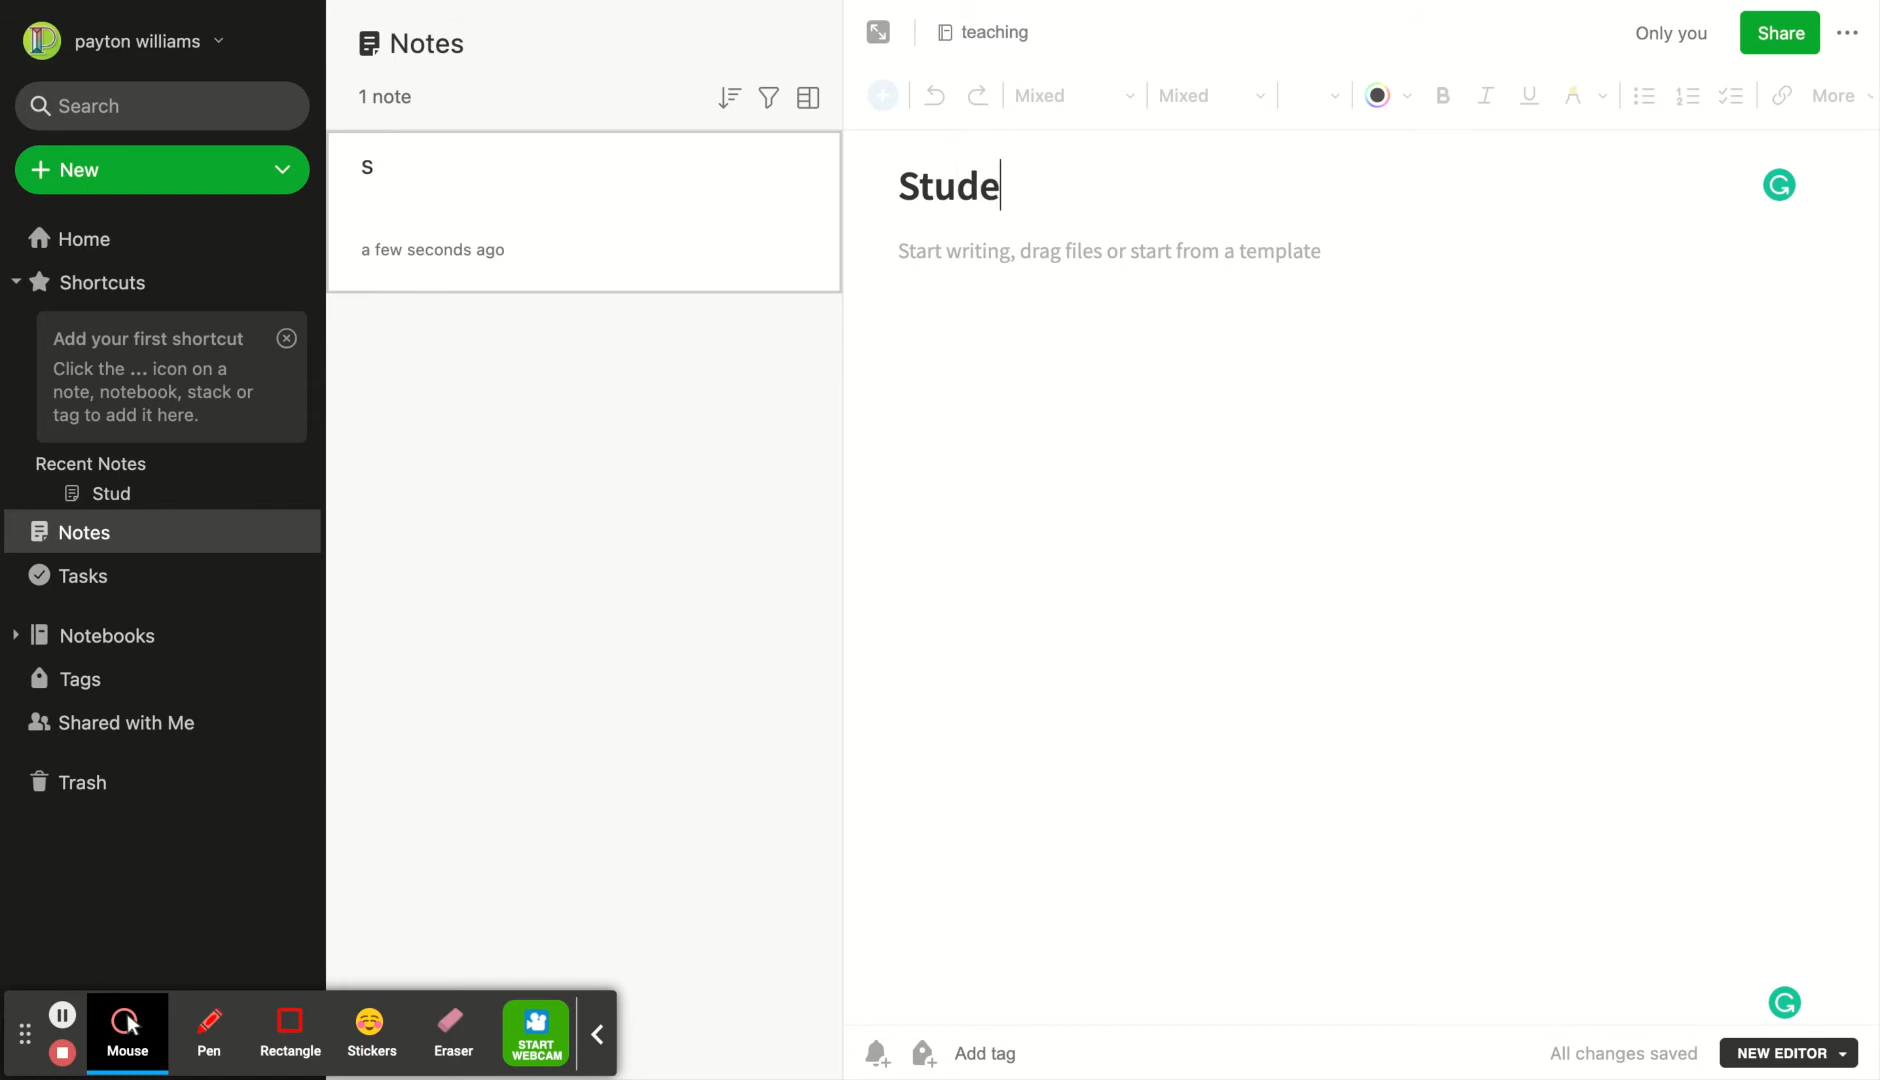 payton williams
Search
New
Home
Shortcuts
Add your first shortcut
Click the ... icon on a
note, notebook, stack or
tag to add it here.
Recent Notes
Stud
Notes
Tasks
Notebooks
Tags
Shared with Me
Trash
Notes
1 note
S
a few seconds ago
teaching
Only you
Share
Mixed
Mixed
B
I
U
A
More
Stude
Start writing, drag files or start from a template
Add tag
All changes saved
NEW EDITOR
Mouse
Pen
Rectangle
Stickers
Eraser
START
WEBCAM